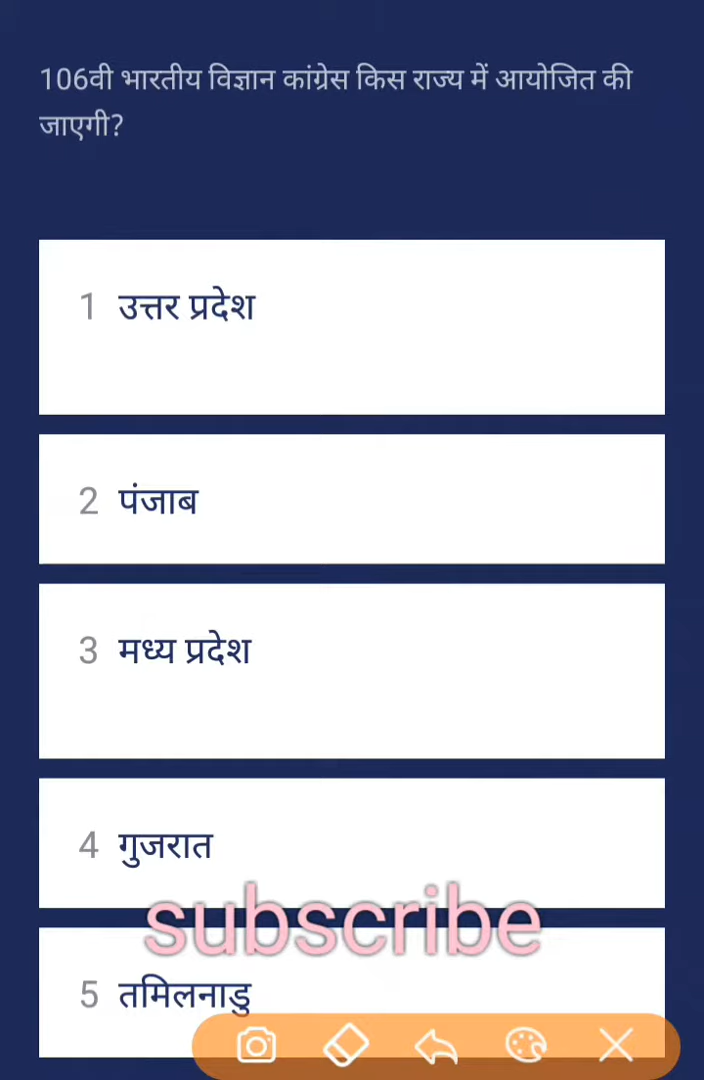 106वी भारतीय विज्ञान कांग्रेस किस राज्य में आयोजित की
जाएगी?
1 उत्तर प्रदेश
2 पंजाब
3 मध्य प्रदेश
4 गुजरात
subscribe
5 तमिलनाडु